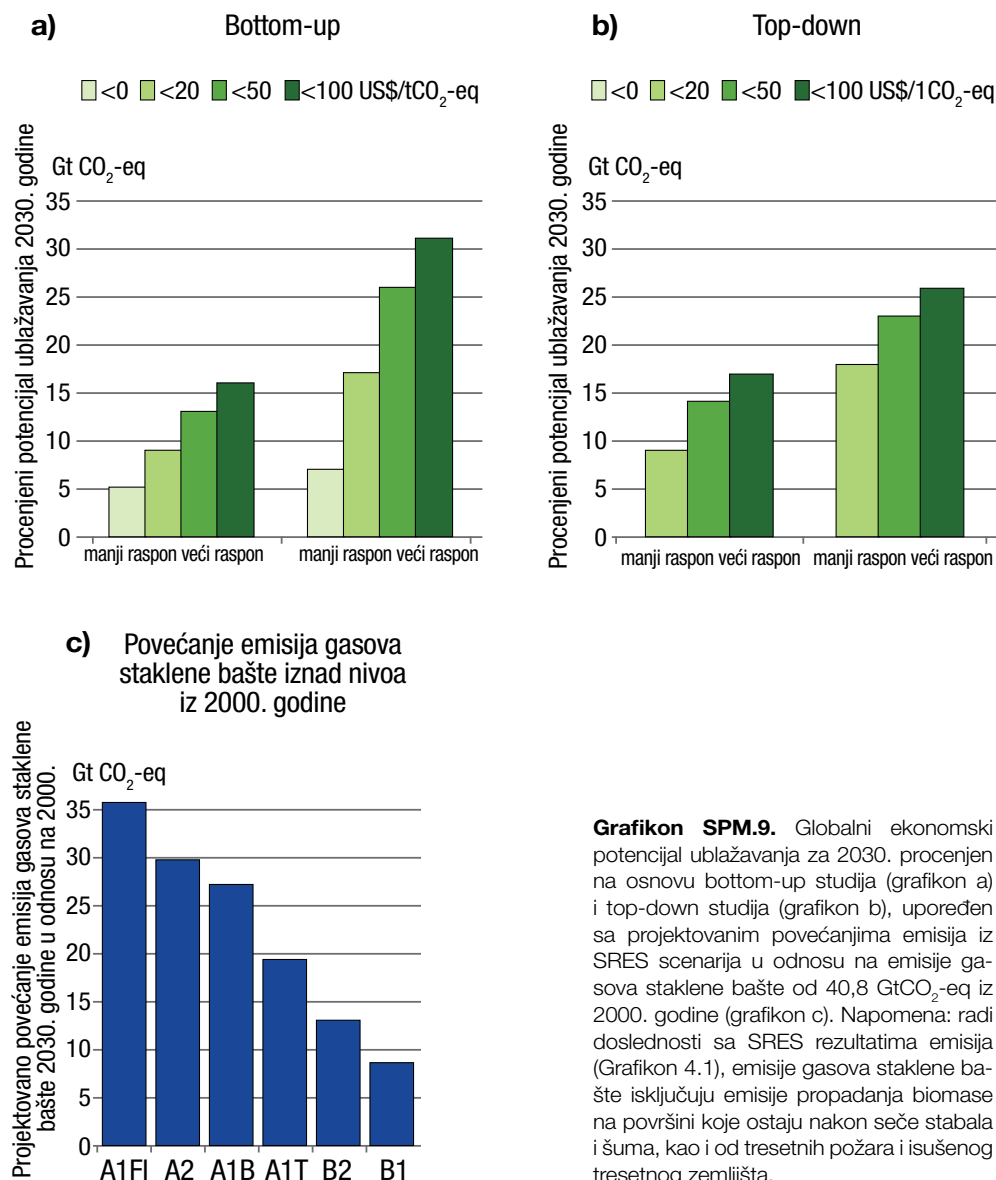 a) Bottom-up
<0 <20 <50 <100 US$/tCO₂-eq
Procenjeni potencijal ublažavanja 2030. godine
Gt CO₂-eq
35
30
25
20
15
10
5
0
manji raspon veći raspon manji raspon veći raspon
b) Top-down
<0 <20 <50 <100 US$/1CO₂-eq
Procenjeni potencijal ublažavanja 2030. godine
Gt CO₂-eq
35
30
25
20
15
10
5
0
manji raspon veći raspon manji raspon veći raspon
c) Povećanje emisija gasova
staklene bašte iznad nivoa
iz 2000. godine
Projektovano povećanje emisija gasova staklene
bašte 2030. godine u odnosu na 2000.
Gt CO₂-eq
35
30
25
20
15
10
5
0
A1FI A2 A1B A1T B2 B1
Grafikon SPM.9. Globalni ekonomski
potencijal ublažavanja za 2030. procenjen
na osnovu bottom-up studija (grafikon a)
i top-down studija (grafikon b), upoređen
sa projektovanim povećanjima emisija iz
SRES scenarija u odnosu na emisije ga-
sova staklene bašte od 40,8 GtCO₂-eq iz
2000. godine (grafikon c). Napomena: radi
doslednosti sa SRES rezultatima emisija
(Grafikon 4.1), emisije gasova staklene ba-
šte isključuju emisije propadanja biomase
na površini koje ostaju nakon seče stabala
i šuma, kao i od tresetnih požara i isušenog
tresetnog zemljišta.